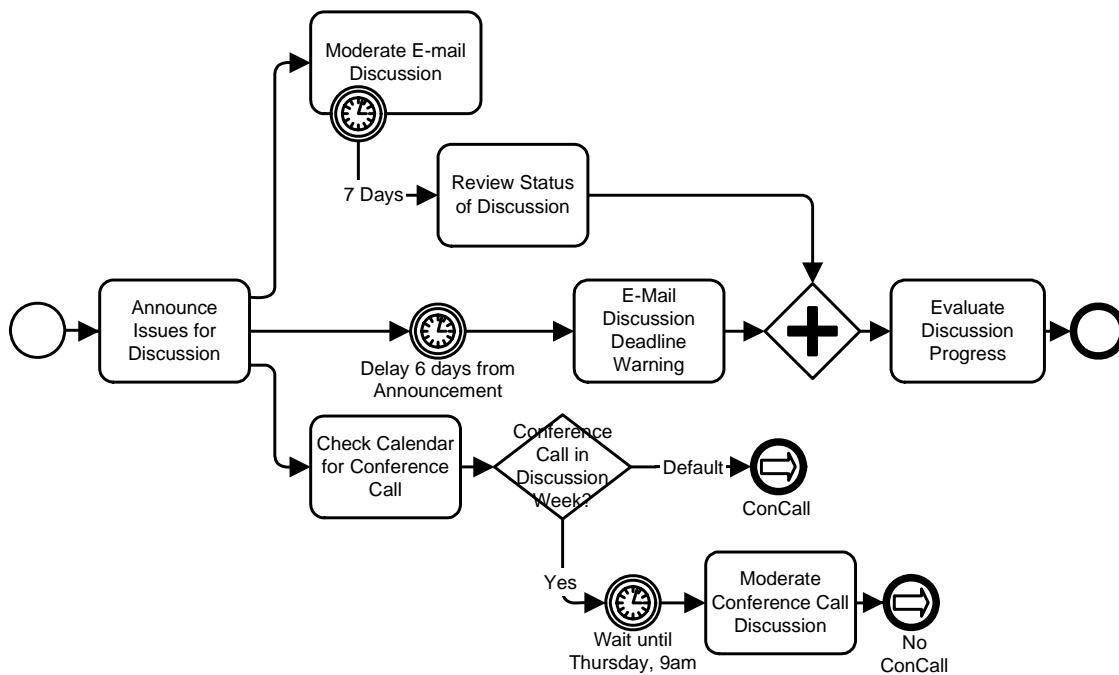 Moderate E-mail
Discussion
7 Days
Review Status
of Discussion
Announce
Issues for
Discussion
Delay 6 days from
Announcement
E-Mail
Discussion
Deadline
Warning
Evaluate
Discussion
Progress
Check Calendar
for Conference
Call
Conference
Call in
Discussion
Week?
Default
ConCall
Yes
Wait until
Thursday, 9am
Moderate
Conference Call
Discussion
No
ConCall